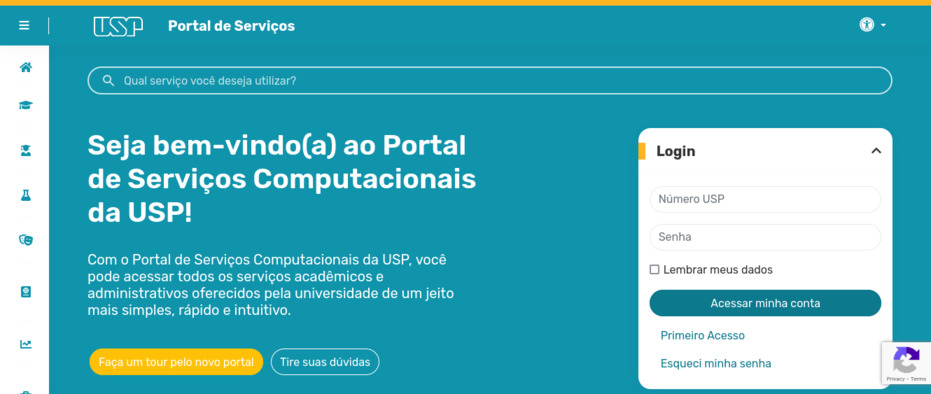 USP
Portal de Serviços
Qual serviço você deseja utilizar?
Seja bem-vindo(a) ao Portal
de Serviços Computacionais
da USP!
Com o Portal de Serviços Computacionais da USP, você
pode acessar todos os serviços acadêmicos e
administrativos oferecidos pela universidade de um jeito
mais simples, rápido e intuitivo.
Faça um tour pelo novo portal
Tire suas dúvidas
Login
Número USP
Senha
Lembrar meus dados
Acessar minha conta
Primeiro Acesso
Esqueci minha senha
Privacy - Terms